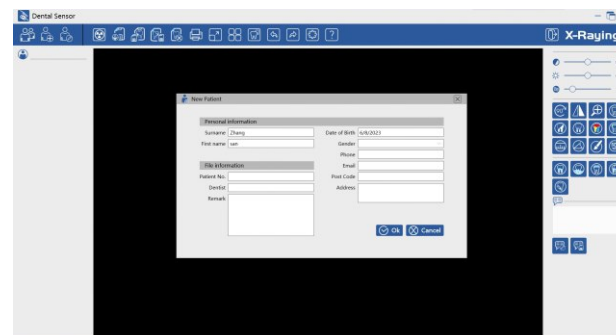 Dental Sensor
X-Raying
New Patient
Personal information
Surname Zhang
Date of Birth 6/8/2023
First name san
Gender
Phone
File information
Email
Patient No.
Post Code
Dentist
Address
Remark
Ok
Cancel